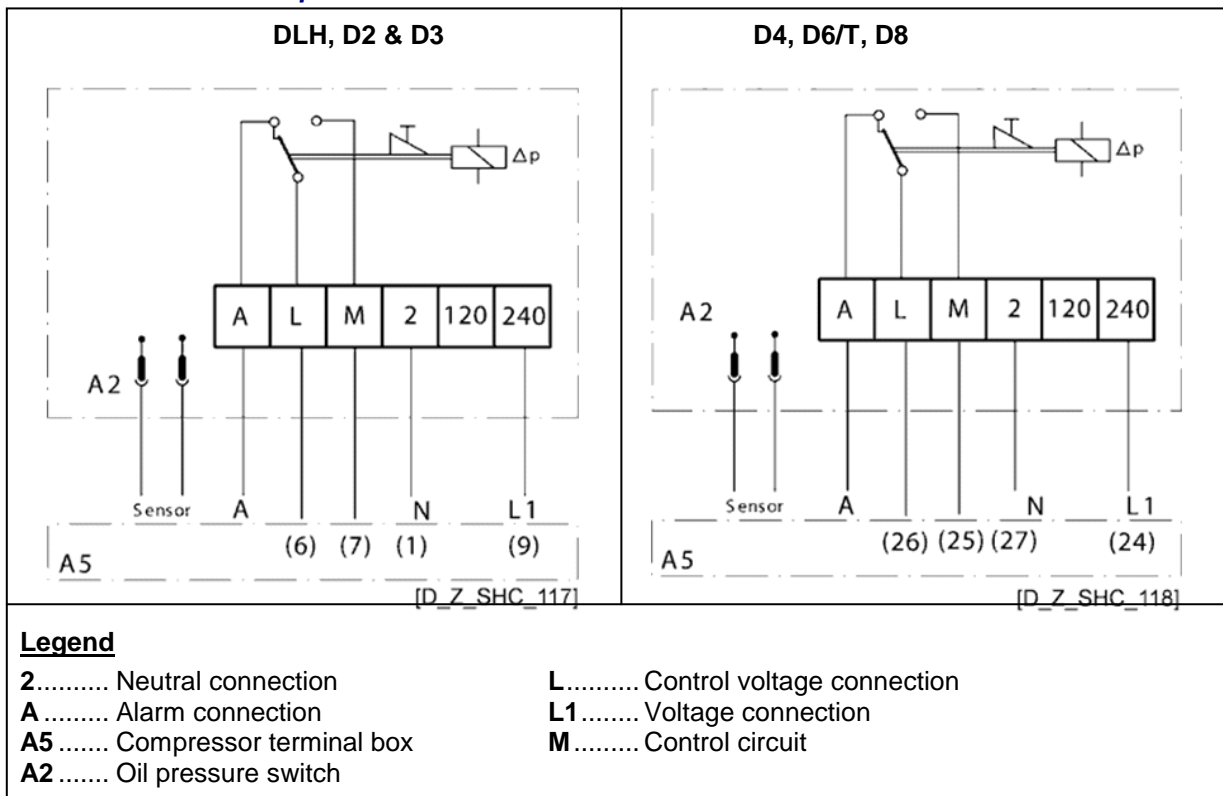 DLH, D2 & D3
Δp
A L M 2 120 240
A2
Sensor A N L1
(6) (7) (1) (9)
A5
[D_Z_SHC_117]
D4, D6/T, D8
Δp
A2
A L M 2 120 240
Sensor A N L1
(26) (25) (27) (24)
A5
[D_Z_SHC_118]
Legend
2.......... Neutral connection
A ......... Alarm connection
A5 ....... Compressor terminal box
A2 ....... Oil pressure switch
L.......... Control voltage connection
L1........ Voltage connection
M ......... Control circuit